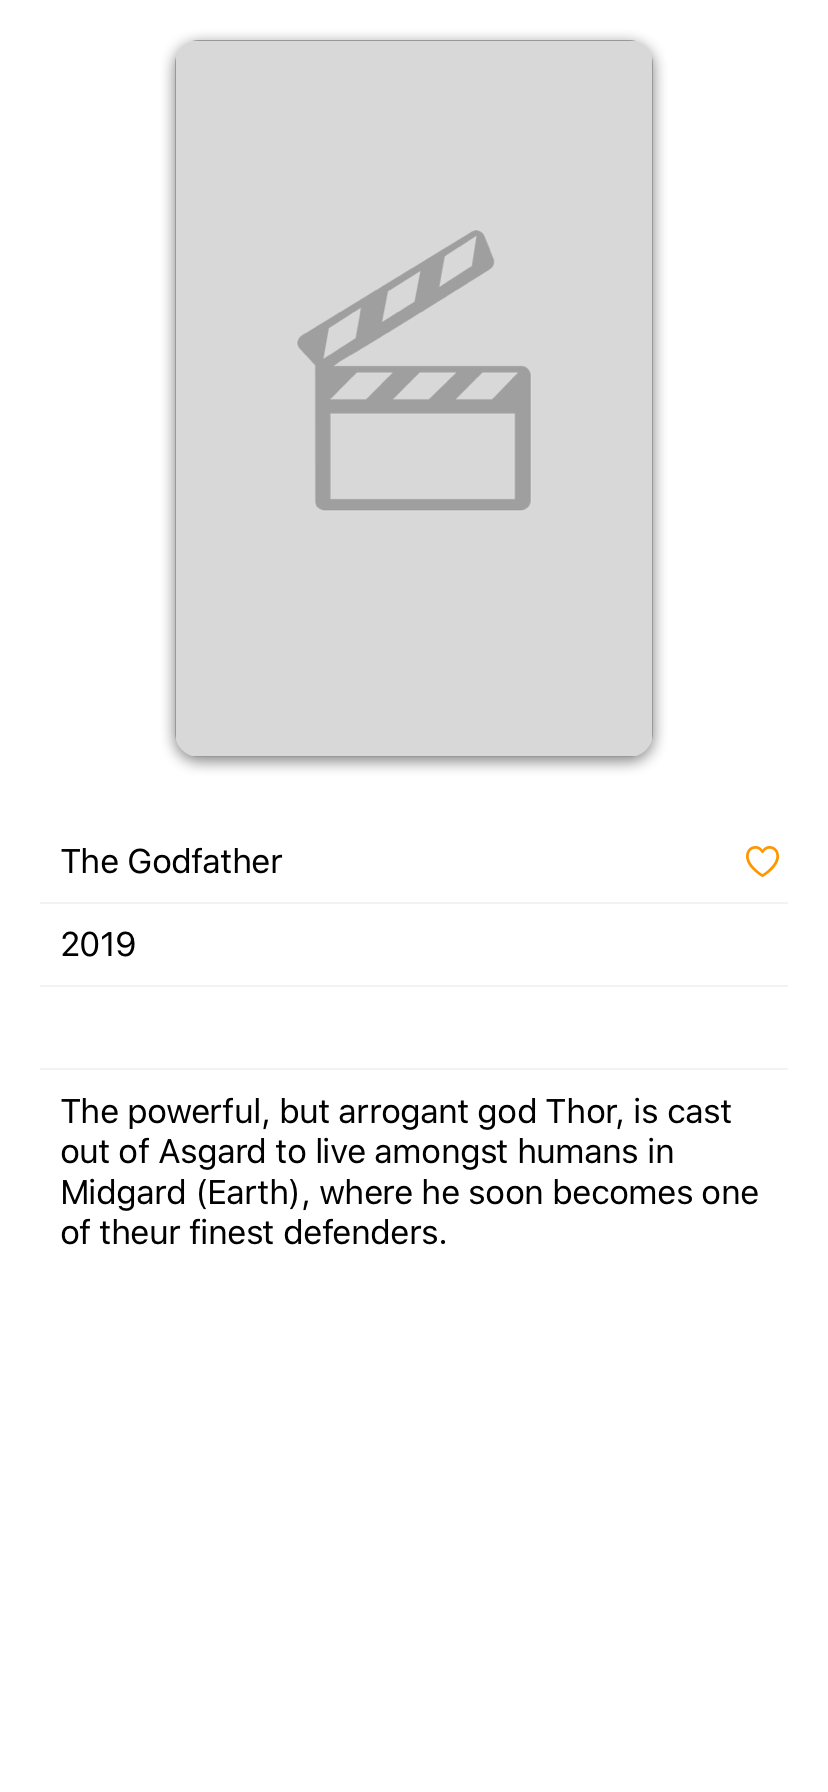 The Godfather
2019
The powerful, but arrogant god Thor, is cast
out of Asgard to live amongst humans in
Midgard (Earth), where he soon becomes one
of theur finest defenders.